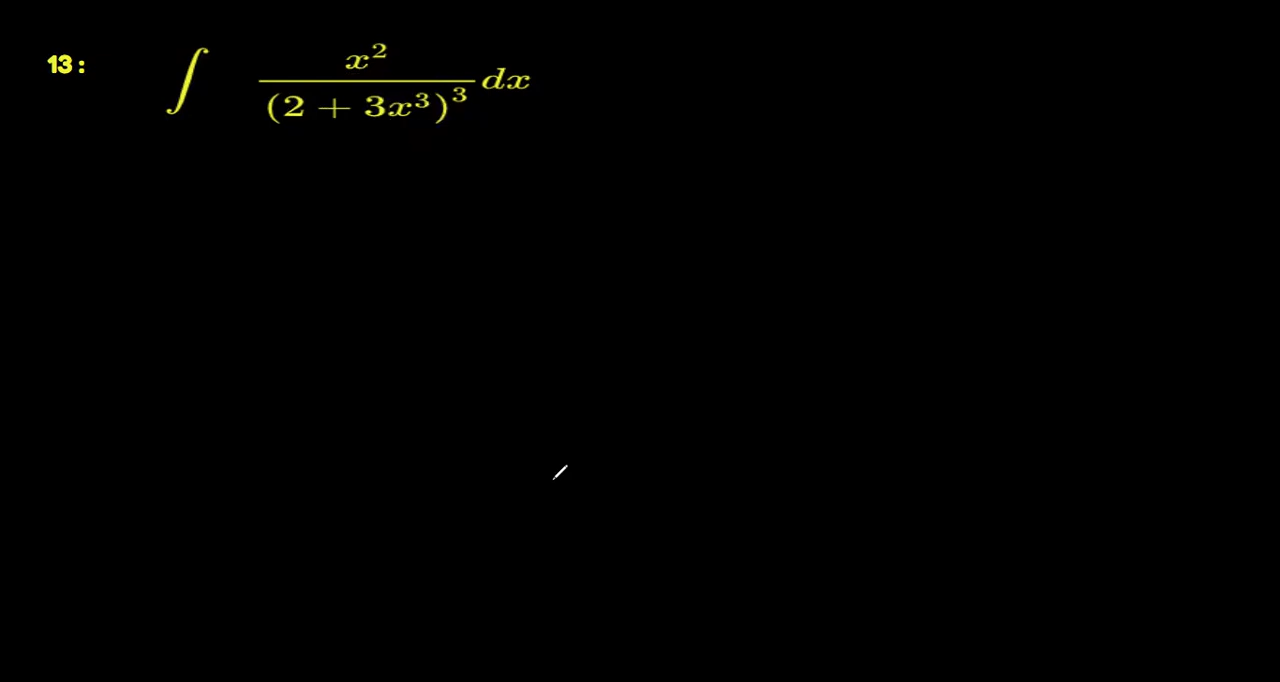 13: ∫ x²/(2 + 3x³)³ dx